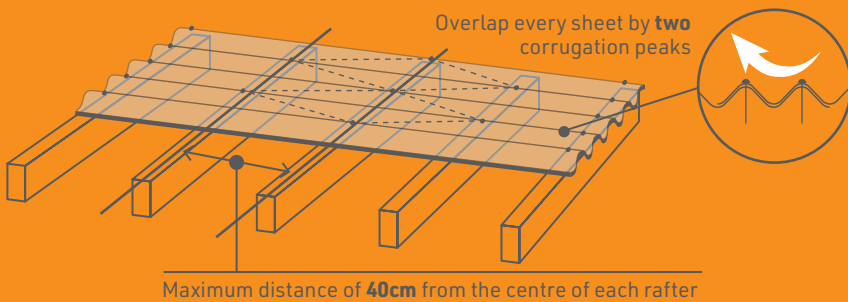 Overlap every sheet by two
corrugation peaks
Maximum distance of 40cm from the centre of each rafter